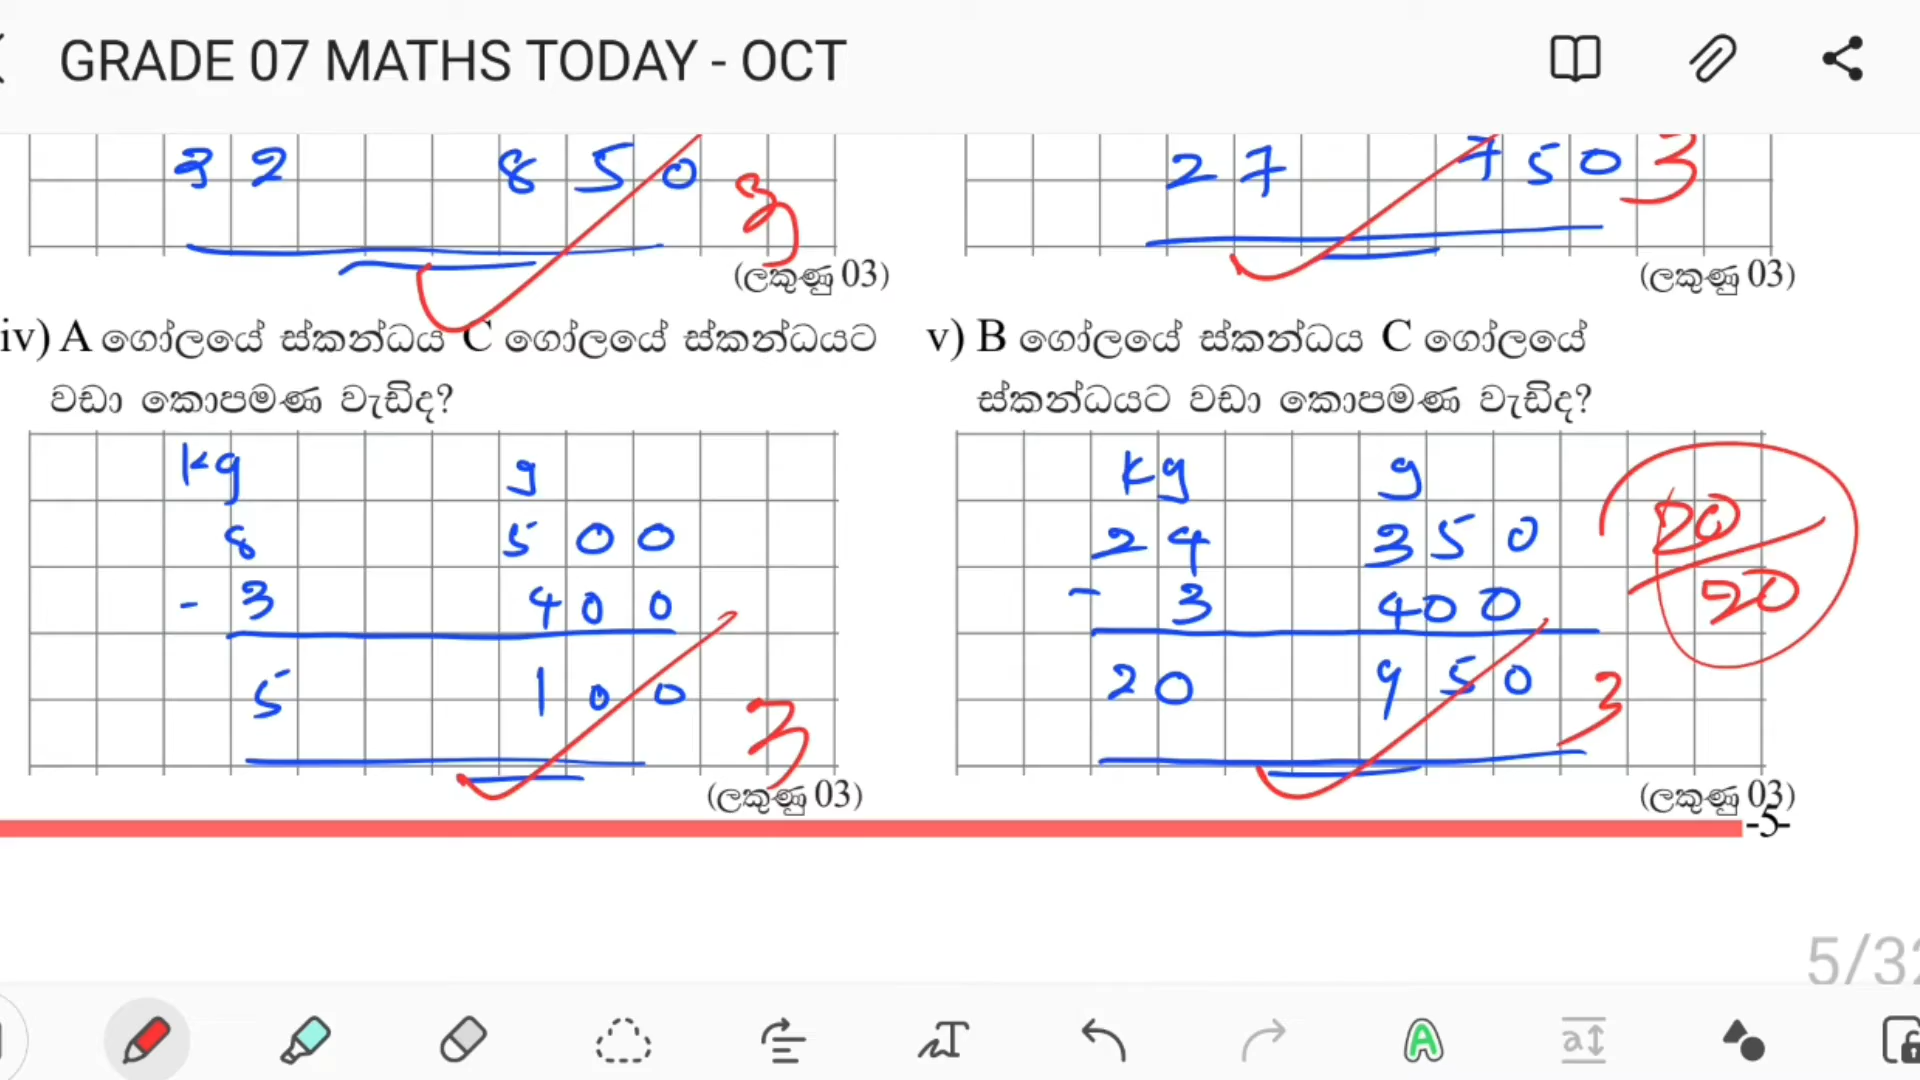 GRADE 07 MATHS TODAY - OCT
32 850
3
(ලකුණු 03)
27 750
3
(ලකුණු 03)
iv) A ගෝලයේ ස්කන්ධය C ගෝලයේ ස්කන්ධයට
වඩා කොපමණ වැඩිද?
kg g
8 500
- 3 400
5 100
3
(ලකුණු 03)
v) B ගෝලයේ ස්කන්ධය C ගෝලයේ
ස්කන්ධයට වඩා කොපමණ වැඩිද?
kg g
24 350
- 3 400
20 950
3
20
20
(ලකුණු 03)
-5-